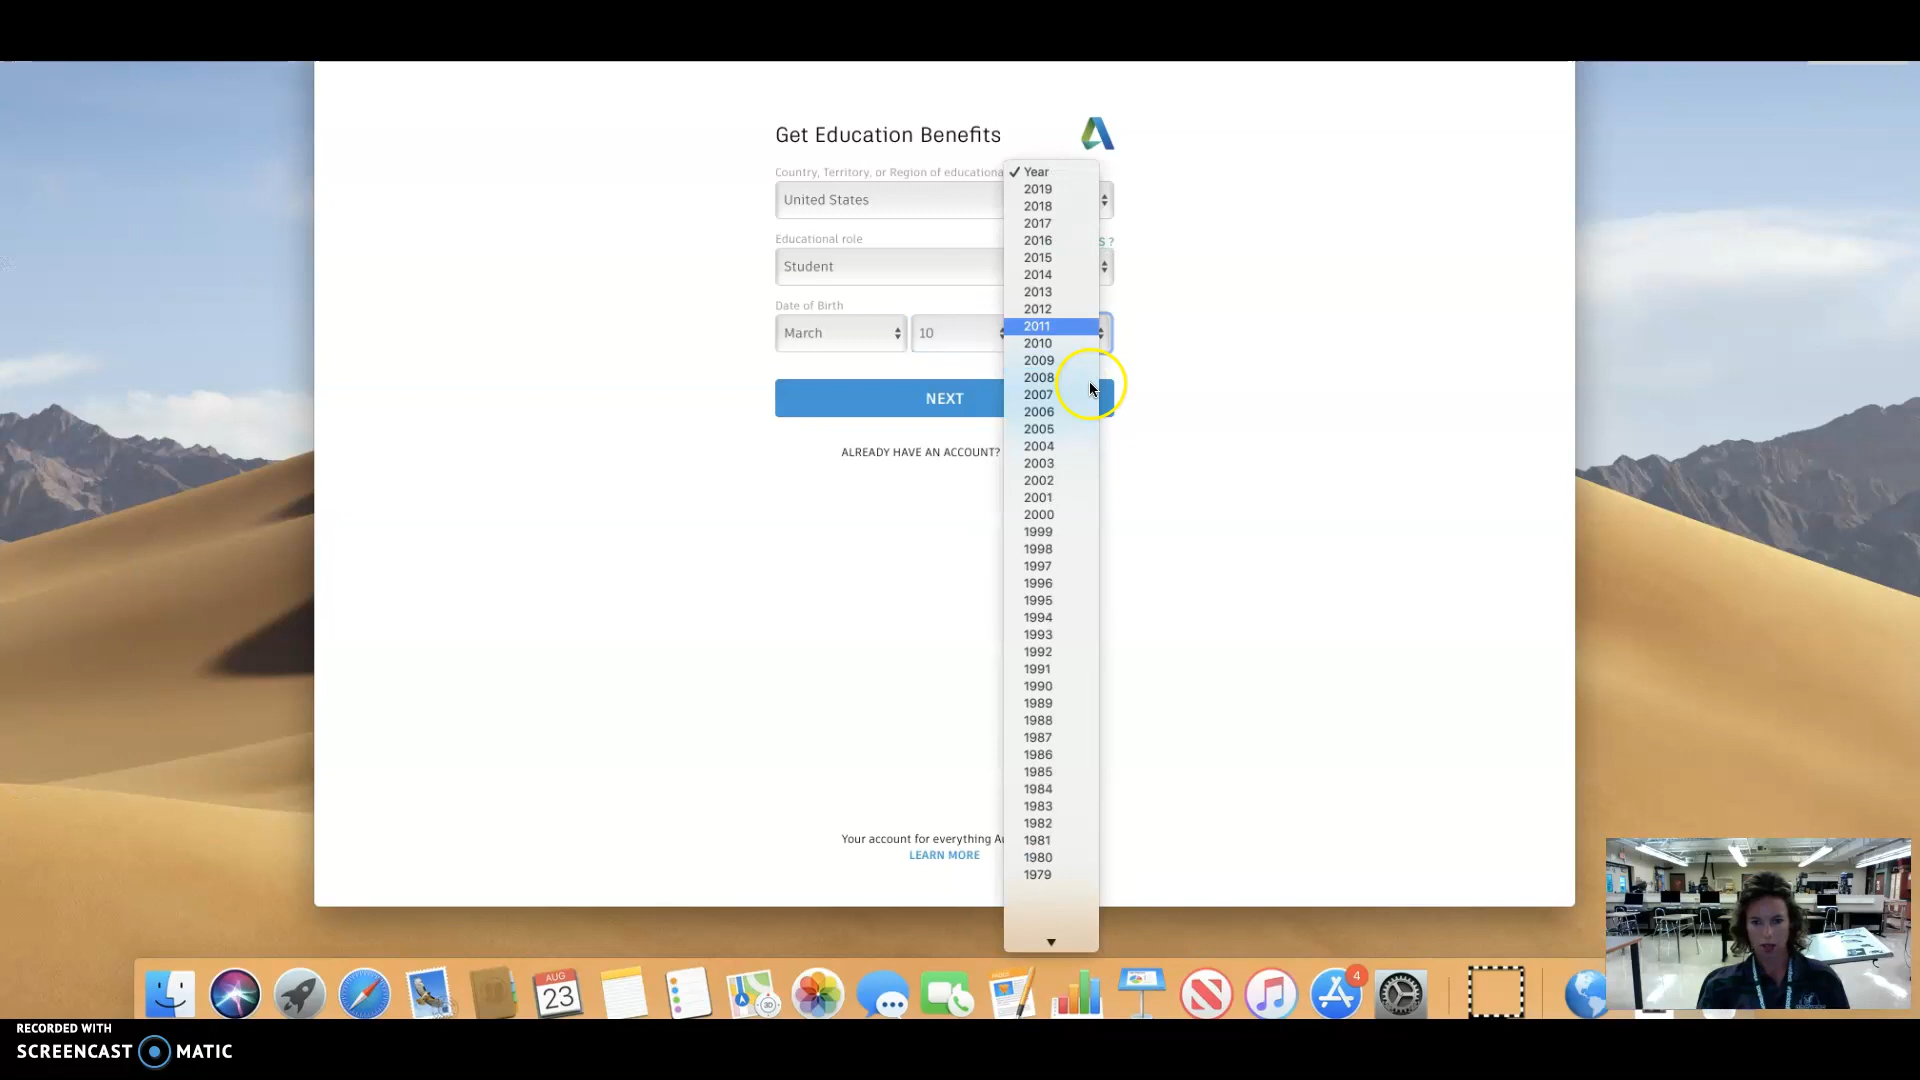 Get Education Benefits
Country, Territory, or Region of educationa
United States
Educational role
S ?
Student
Date of Birth
March
10
NEXT
ALREADY HAVE AN ACCOUNT?
✓ Year
2019
2018
2017
2016
2015
2014
2013
2012
2011
2010
2009
2008
2007
2006
2005
2004
2003
2002
2001
2000
1999
1998
1997
1996
1995
1994
1993
1992
1991
1990
1989
1988
1987
1986
1985
1984
1983
1982
1981
1980
1979
Your account for everything Au
LEARN MORE
AUG
23
4
RECORDED WITH
SCREENCAST MATIC